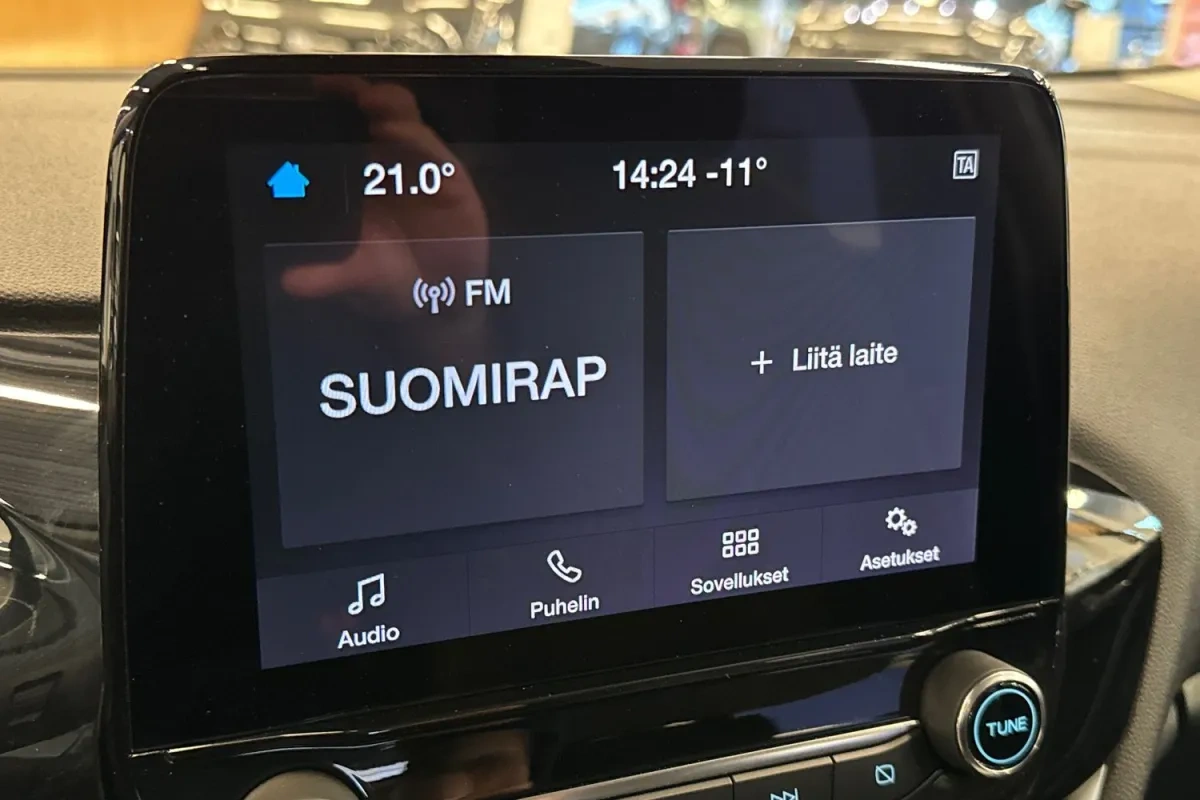 21.0° 14:24 -11° TA
FM
SUOMIRAP
+ Liitä laite
Audio
Puhelin
Sovellukset
Asetukset
TUNE